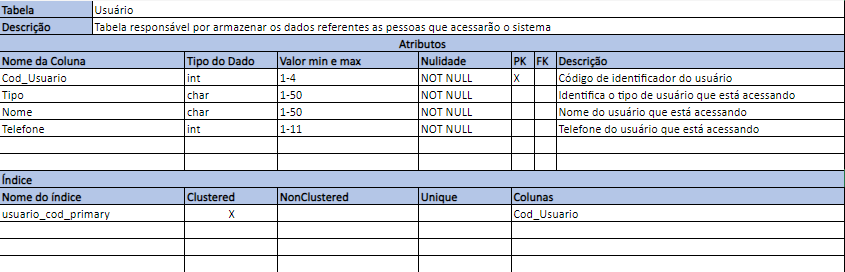 Tabela Usuário
Descrição Tabela responsável por armazenar os dados referentes as pessoas que acessarão o sistema
Atributos
Nome da Coluna Tipo do Dado Valor min e max Nulidade PK FK Descrição
Cod_Usuario int 1-4 NOT NULL X Código de identificador do usuário
Tipo char 1-50 NOT NULL Identifica o tipo de usuário que está acessando
Nome char 1-50 NOT NULL Nome do usuário que está acessando
Telefone int 1-11 NOT NULL Telefone do usuário que está acessando
Índice
Nome do índice Clustered NonClustered Unique Colunas
usuario_cod_primary X Cod_Usuario